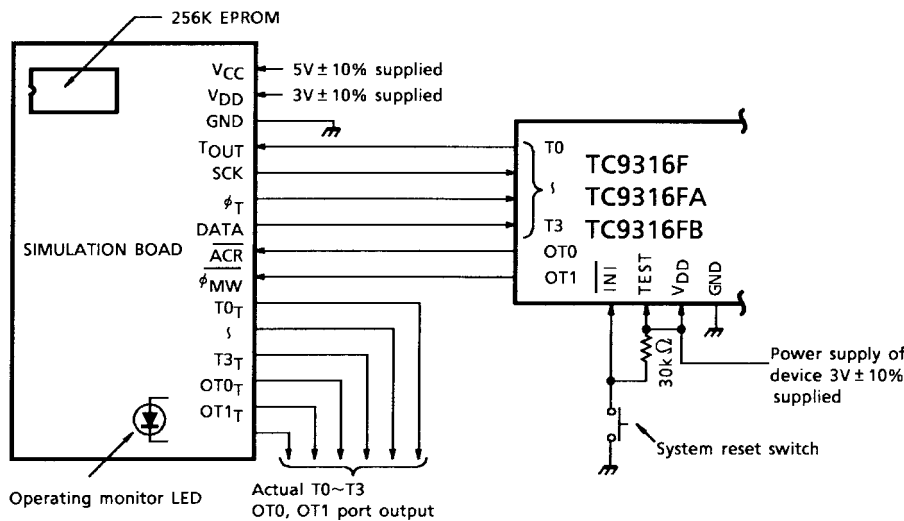 256K EPROM
VCC
5V ± 10% supplied
VDD
3V ± 10% supplied
GND
TOUT
SCK
φT
DATA
ACR
φMW
T0T
~
T3T
OT0T
OT1T
SIMULATION BOAD
Operating monitor LED
Actual T0~T3
OT0, OT1 port output
T0
~
T3
OT0
OT1
TC9316F
TC9316FA
TC9316FB
INI
TEST
VDD
GND
30kΩ
Power supply of
device 3V ± 10%
supplied
System reset switch